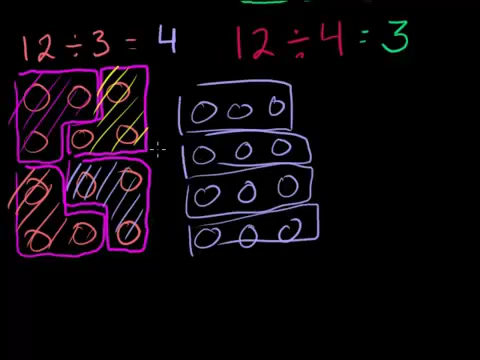 12 ÷ 3 = 4
12 ÷ 4 = 3